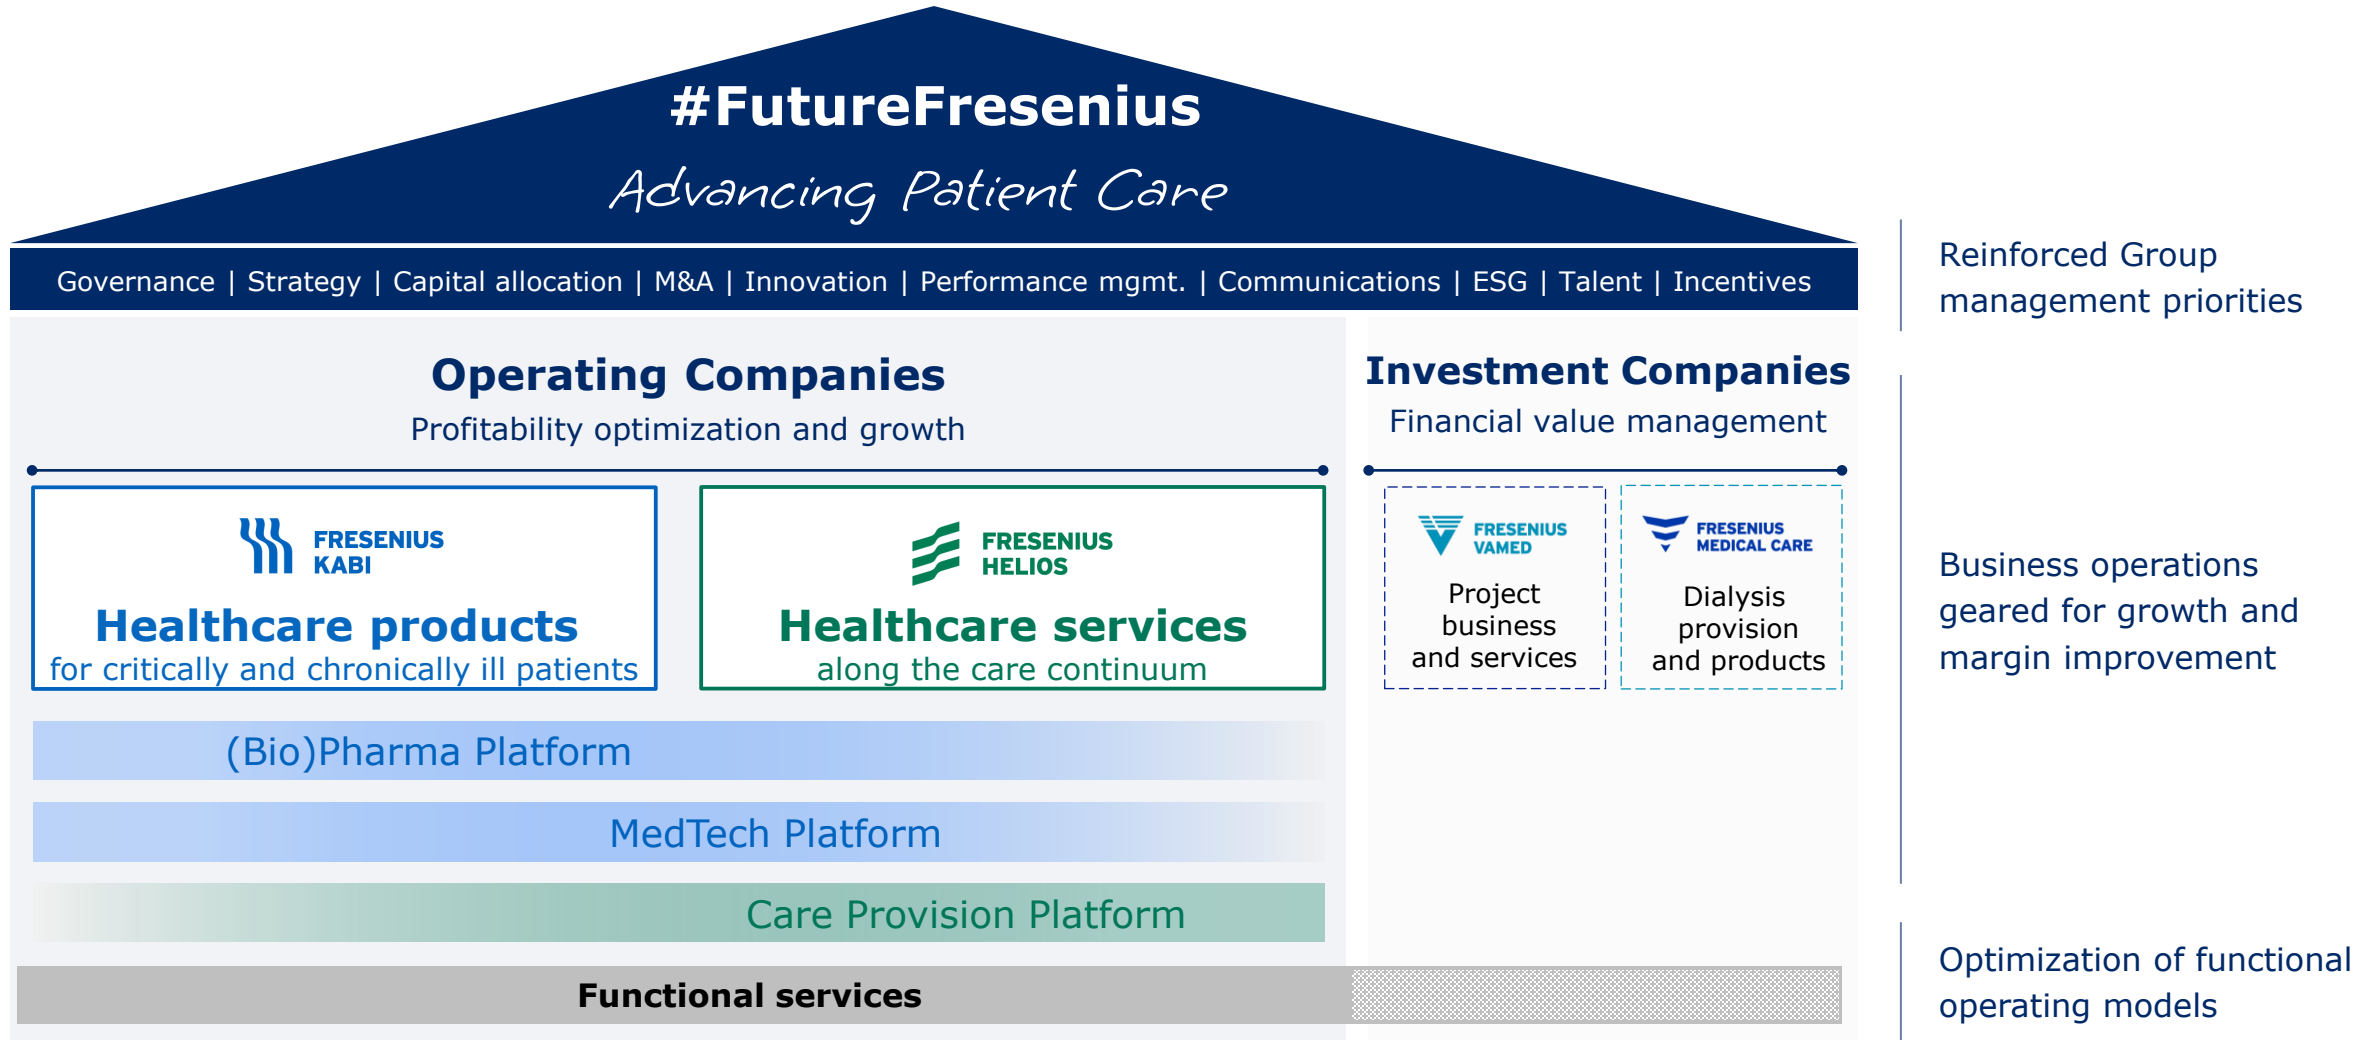 #FutureFresenius
Advancing Patient Care
Governance | Strategy | Capital allocation | M&A | Innovation | Performance mgmt. | Communications | ESG | Talent | Incentives
Reinforced Group
management priorities
Operating Companies
Profitability optimization and growth
FRESENIUS
KABI
Healthcare products
for critically and chronically ill patients
FRESENIUS
HELIOS
Healthcare services
along the care continuum
Investment Companies
Financial value management
FRESENIUS
VAMED
Project
business
and services
FRESENIUS
MEDICAL CARE
Dialysis
provision
and products
Business operations
geared for growth and
margin improvement
(Bio)Pharma Platform
MedTech Platform
Care Provision Platform
Functional services
Optimization of functional
operating models